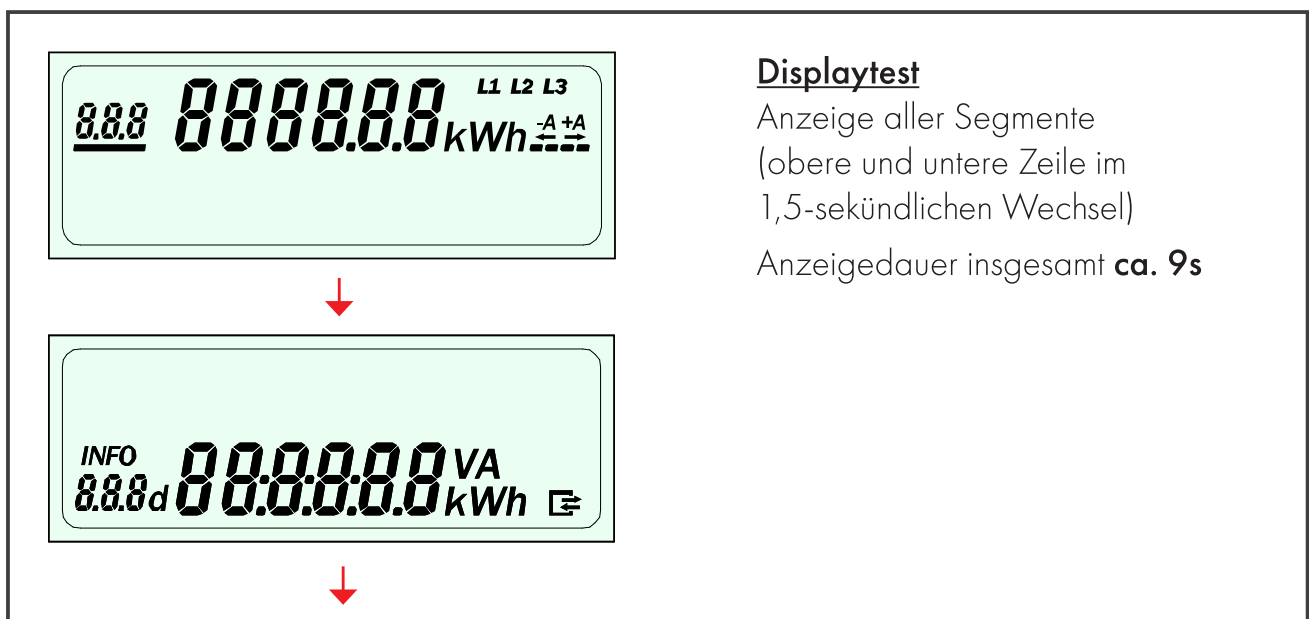 L1 L2 L3
8.8.8 888888.8.8 kWh -A +A
Displaytest
Anzeige aller Segmente
(obere und untere Zeile im
1,5-sekündlichen Wechsel)
Anzeigedauer insgesamt ca. 9s
INFO
VA
8.8.8d 88:8:8:8.8 kWh